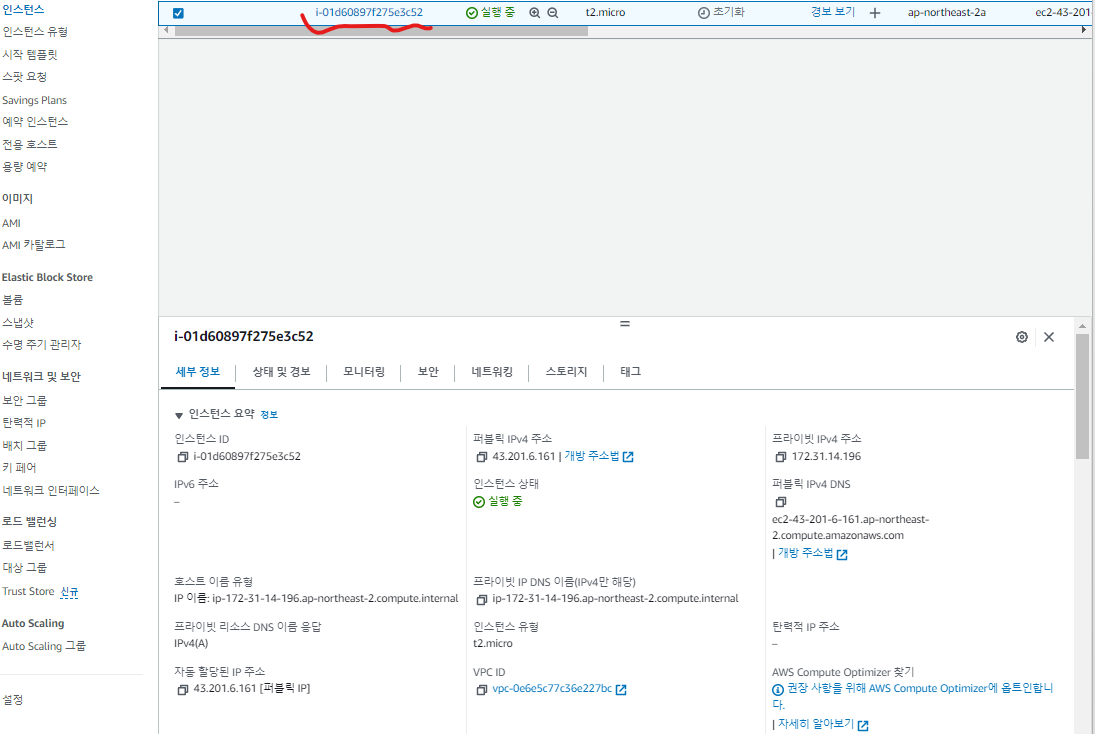 인스턴스
인스턴스 유형
시작 템플릿
스팟 요청
Savings Plans
예약 인스턴스
전용 호스트
용량 예약
이미지
AMI
AMI 카탈로그
Elastic Block Store
볼륨
스냅샷
수명 주기 관리자
네트워크 및 보안
보안 그룹
탄력적 IP
배치 그룹
키 페어
네트워크 인터페이스
로드 밸런싱
로드밸런서
대상 그룹
Trust Store 신규
Auto Scaling
Auto Scaling 그룹
설정
i-01d60897f275e3c52 실행 중 t2.micro 초기화 경보 보기 + ap-northeast-2a ec2-43-201
i-01d60897f275e3c52
세부 정보 상태 및 경보 모니터링 보안 네트워킹 스토리지 태그
인스턴스 요약 정보
인스턴스 ID
i-01d60897f275e3c52
퍼블릭 IPv4 주소
43.201.6.161 | 개방 주소법
프라이빗 IPv4 주소
172.31.14.196
IPv6 주소
–
인스턴스 상태
실행 중
퍼블릭 IPv4 DNS
ec2-43-201-6-161.ap-northeast-
2.compute.amazonaws.com
| 개방 주소법
호스트 이름 유형
IP 이름: ip-172-31-14-196.ap-northeast-2.compute.internal
프라이빗 IP DNS 이름(IPv4만 해당)
ip-172-31-14-196.ap-northeast-2.compute.internal
프라이빗 리소스 DNS 이름 응답
IPv4(A)
인스턴스 유형
t2.micro
탄력적 IP 주소
–
자동 할당된 IP 주소
43.201.6.161 [퍼블릭 IP]
VPC ID
vpc-0e6e5c77c36e227bc
AWS Compute Optimizer 찾기
권장 사항을 위해 AWS Compute Optimizer에 옵트인합니
다.
| 자세히 알아보기